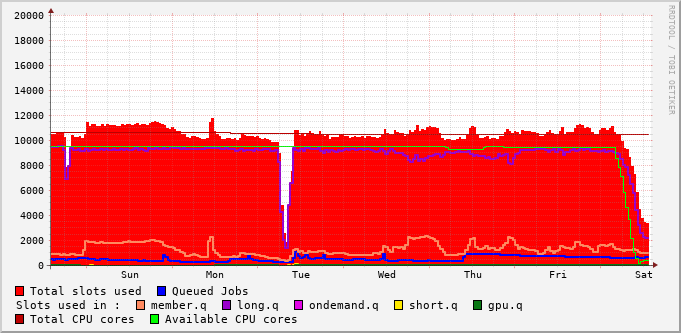 RRDTOOL / TOBI OETIKER
20000
18000
16000
14000
12000
10000
8000
6000
4000
2000
0
Sun Mon Tue Wed Thu Fri Sat
Total slots used Queued Jobs
Slots used in : member.q long.q ondemand.q short.q gpu.q
Total CPU cores Available CPU cores